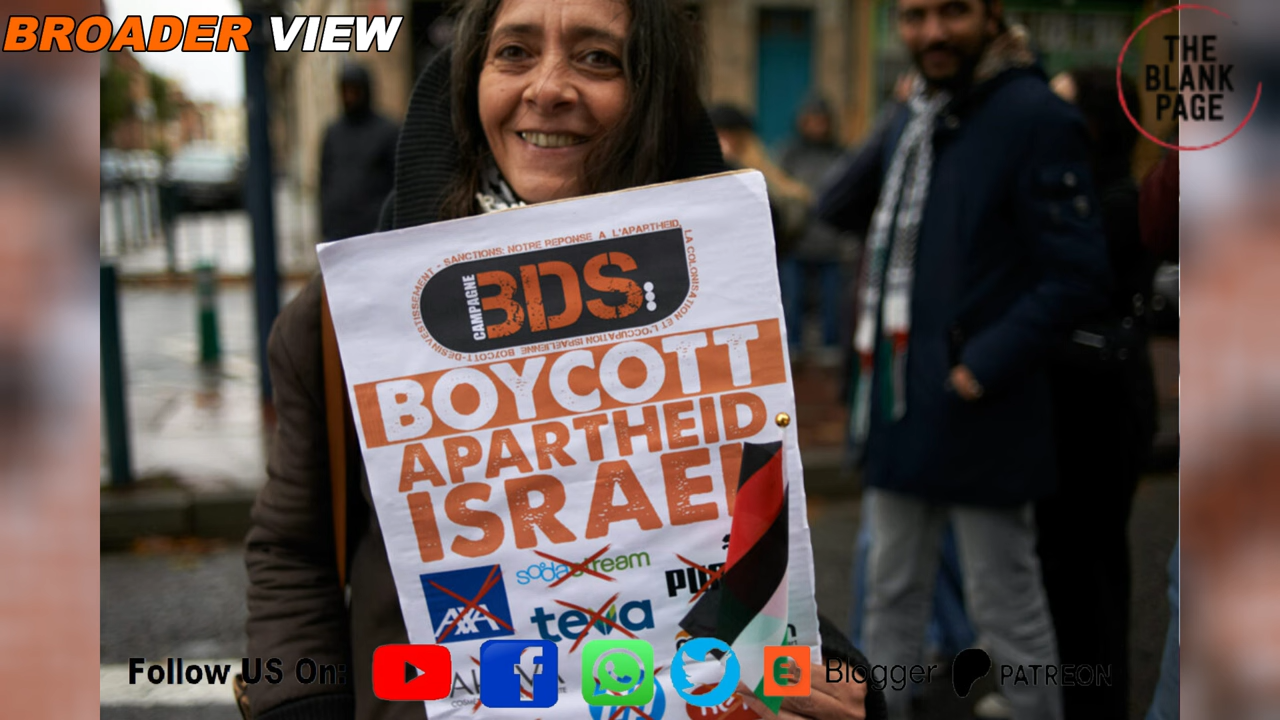 BROADER VIEW
THE
BLANK
PAGE
BOYCOTT-DESINVESTISSEMENT - SANCTIONS: NOTRE REPONSE A L'APARTHEID, LA COLONISATION ET L'OCCUPATION ISRAELIENNE
CAMPAGNE
BDS
BOYCOTT
APARTHEID
ISRAEL
AXA
sodastream
teva
Follow US On:
Blogger
PATREON